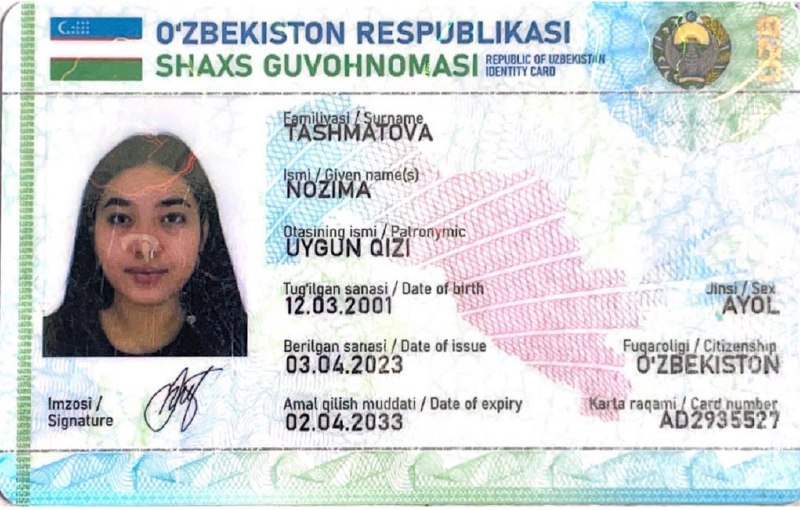 O'ZBEKISTON RESPUBLIKASI
SHAXS GUVOHNOMASI
REPUBLIC OF UZBEKISTAN
IDENTITY CARD
Familiyasi / Surname
TASHMATOVA
Ismi / Given name(s)
NOZIMA
Otasining ismi / Patronymic
UYGUN QIZI
Tug'ilgan sanasi / Date of birth
12.03.2001
Jinsi / Sex
AYOL
Berilgan sanasi / Date of issue
03.04.2023
Fuqaroligi / Citizenship
O'ZBEKISTON
Imzosi /
Signature
Amal qilish muddati / Date of expiry
02.04.2033
Karta raqami / Card number
AD2935527